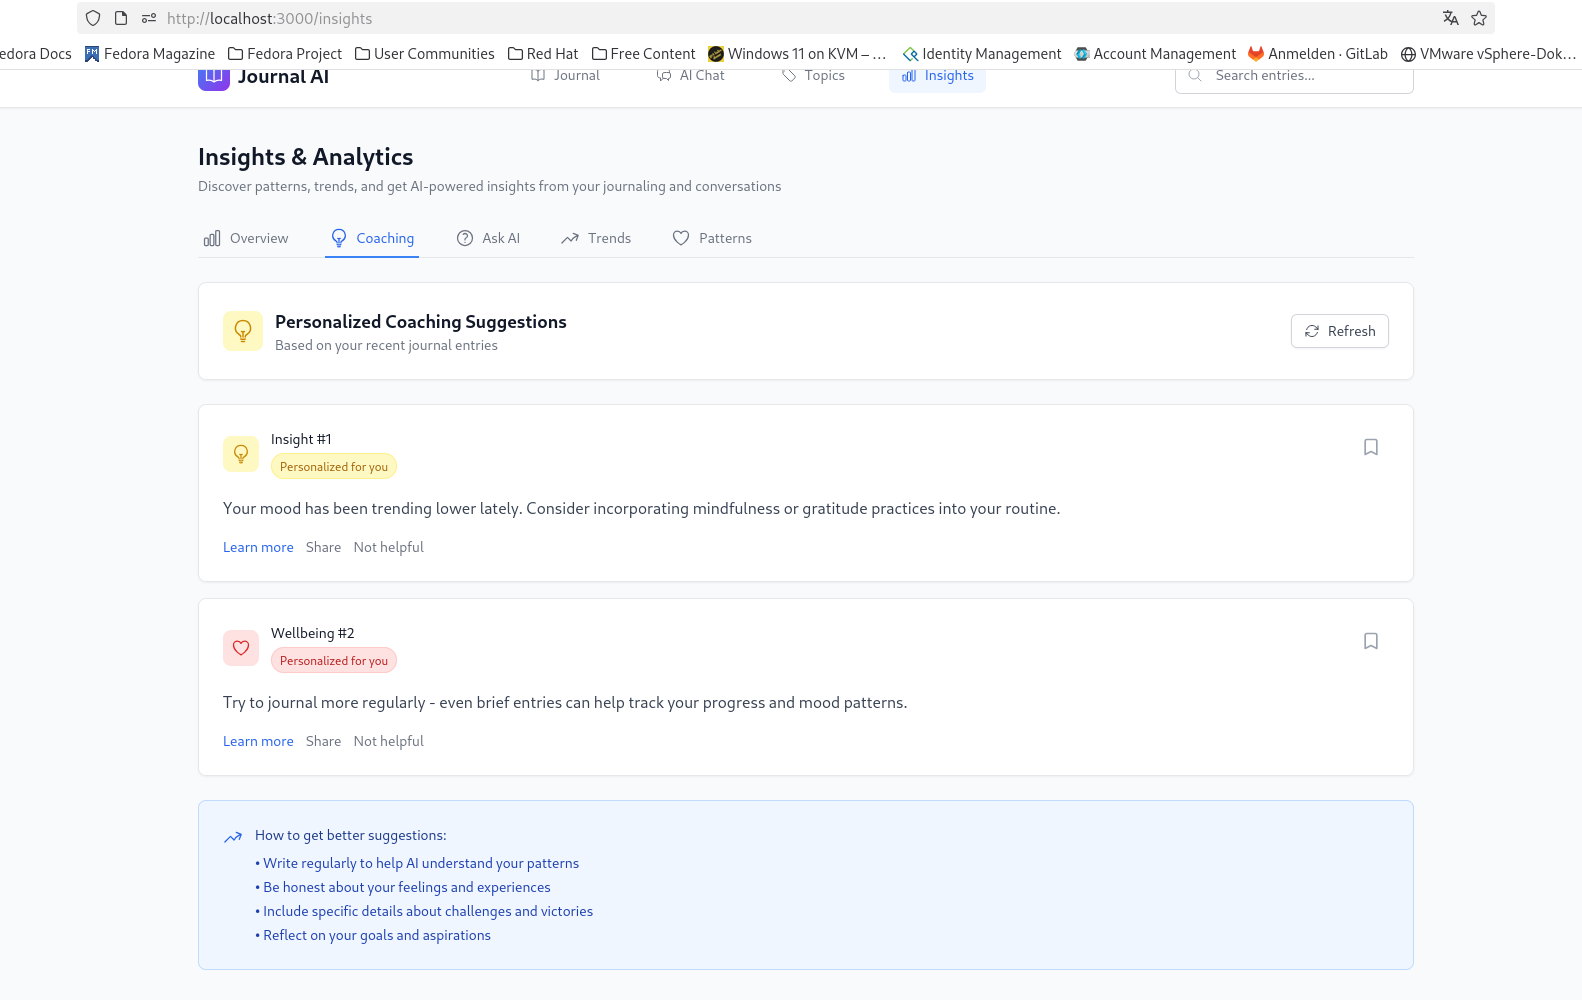 http://localhost:3000/insights
edora Docs Fedora Magazine Fedora Project User Communities Red Hat Free Content Windows 11 on KVM – … Identity Management Account Management Anmelden · GitLab VMware vSphere-Dok…
Journal AI Journal AI Chat Topics Insights Search entries...
Insights & Analytics
Discover patterns, trends, and get AI-powered insights from your journaling and conversations
Overview Coaching Ask AI Trends Patterns
Personalized Coaching Suggestions
Based on your recent journal entries
Refresh
Insight #1
Personalized for you
Your mood has been trending lower lately. Consider incorporating mindfulness or gratitude practices into your routine.
Learn more Share Not helpful
Wellbeing #2
Personalized for you
Try to journal more regularly - even brief entries can help track your progress and mood patterns.
Learn more Share Not helpful
How to get better suggestions:
• Write regularly to help AI understand your patterns
• Be honest about your feelings and experiences
• Include specific details about challenges and victories
• Reflect on your goals and aspirations